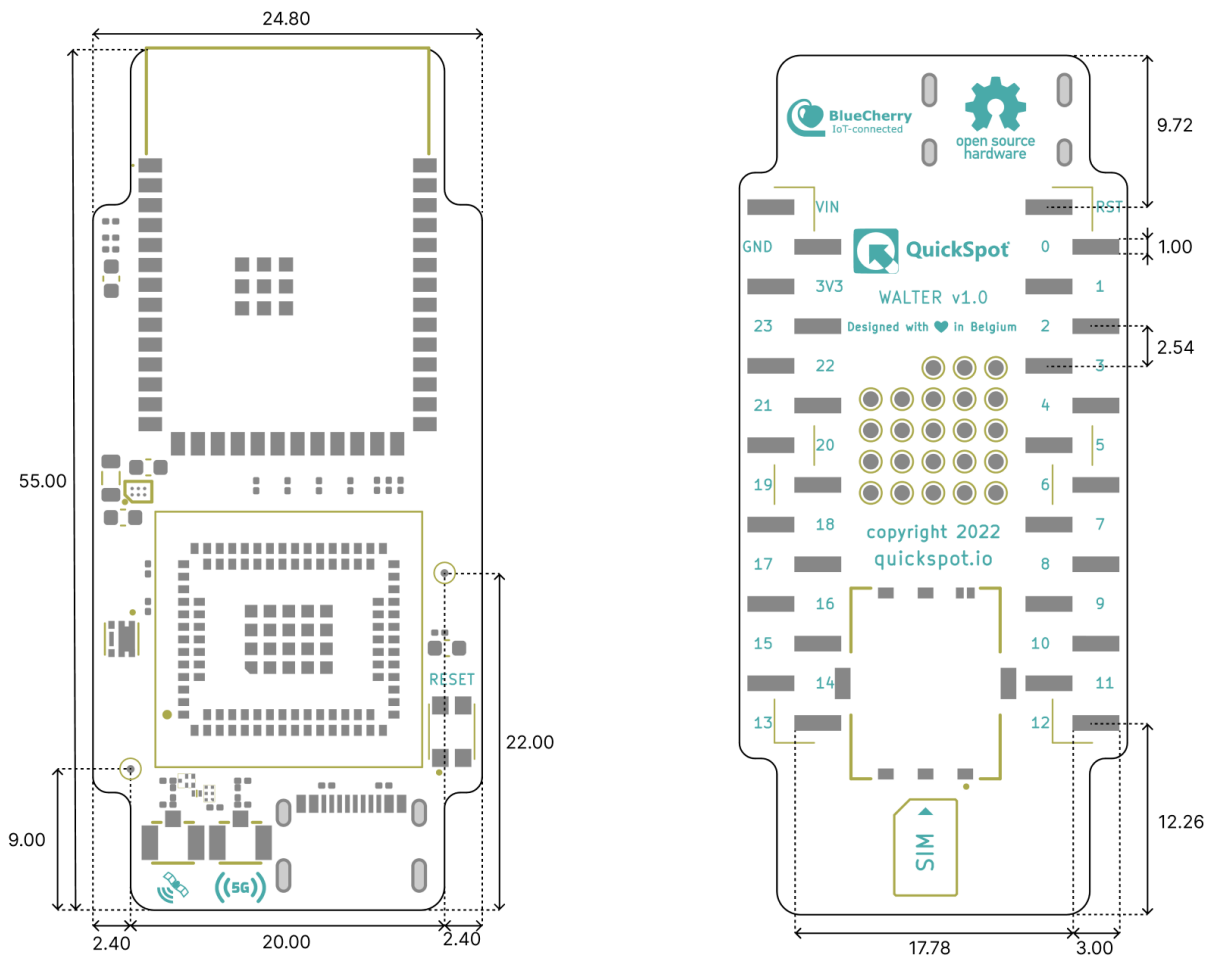 24.80
55.00
RESET
22.00
9.00
5G
2.40
20.00
2.40
BlueCherry
IoT-connected
open source
hardware
9.72
VIN
RST
GND
QuickSpot
0
1.00
3V3
WALTER v1.0
1
23
Designed with ♥ in Belgium
2
2.54
22
3
21
4
20
5
19
6
18
copyright 2022
7
17
quickspot.io
8
16
9
15
10
14
11
13
12
12.26
SIM
17.78
3.00